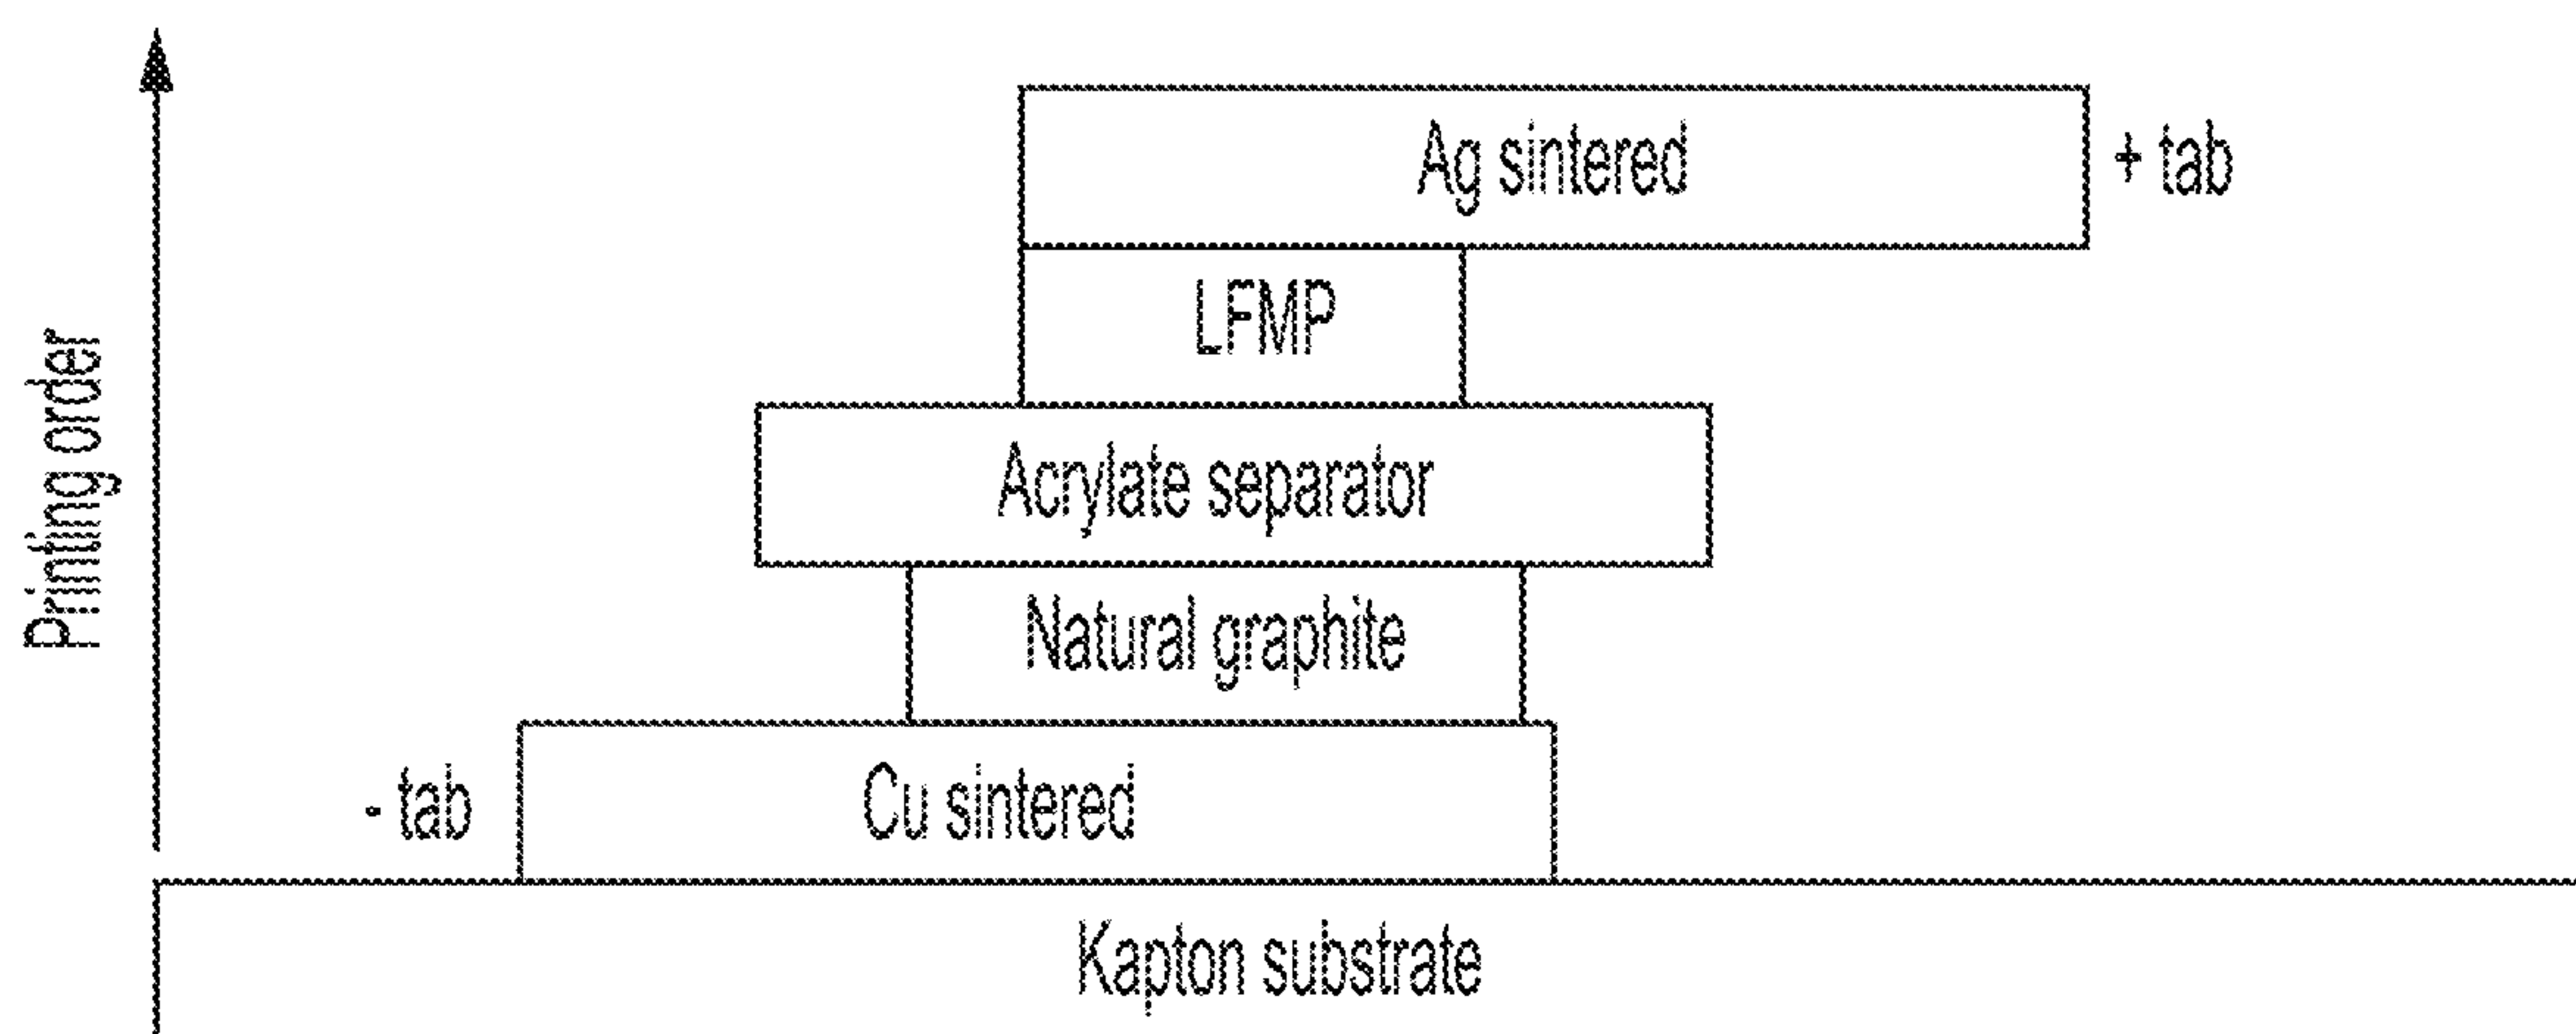 Printing order
Ag sintered
+ tab
LFMP
Acrylate separator
Natural graphite
- tab
Cu sintered
Kapton substrate